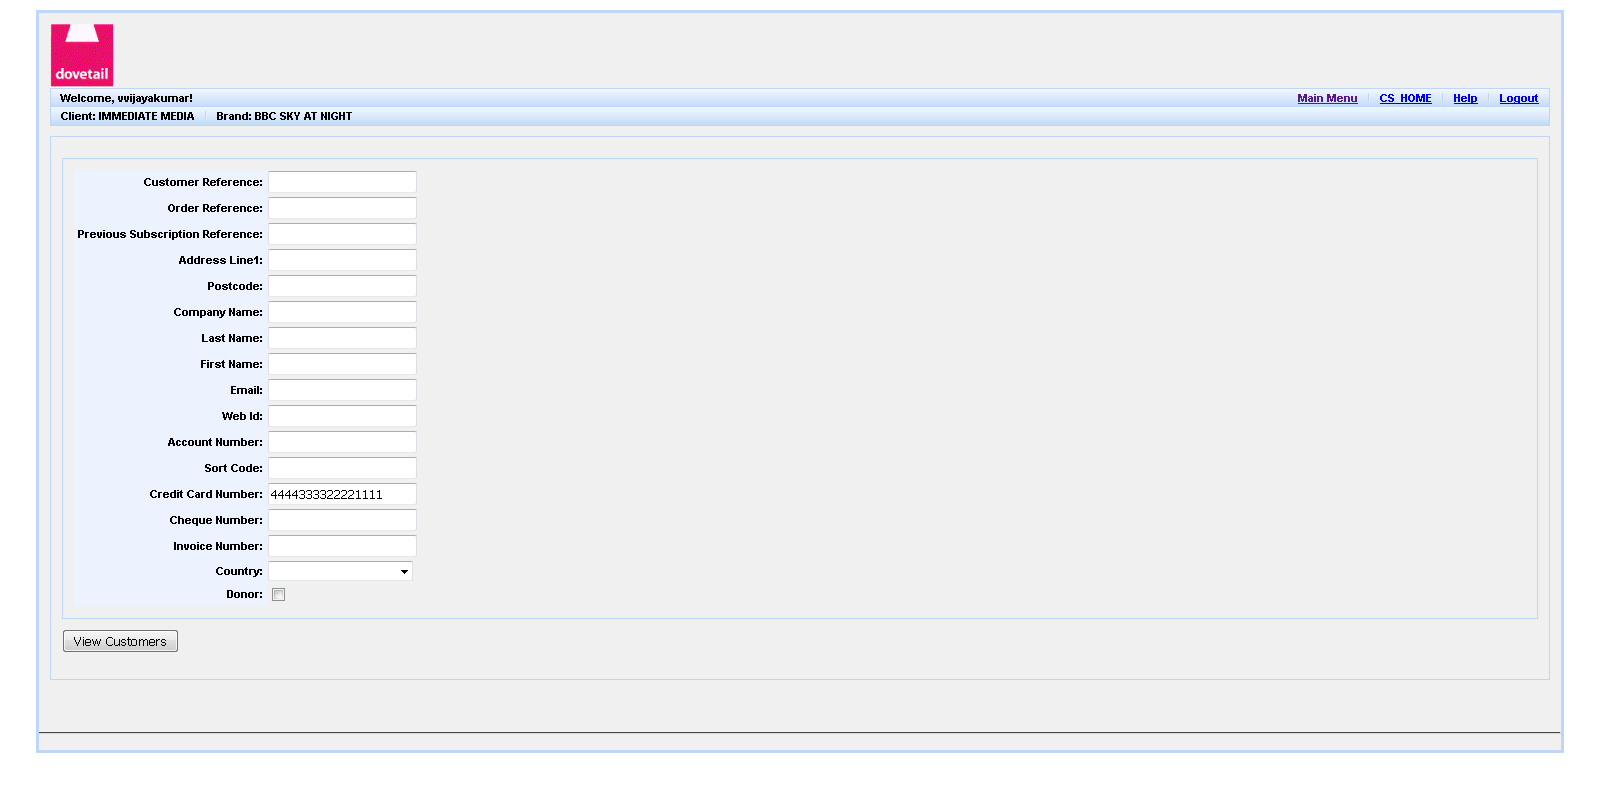 dovetail
Welcome, vvijayakumar! Main Menu CS_HOME Help Logout
Client: IMMEDIATE MEDIA Brand: BBC SKY AT NIGHT
Customer Reference:
Order Reference:
Previous Subscription Reference:
Address Line1:
Postcode:
Company Name:
Last Name:
First Name:
Email:
Web Id:
Account Number:
Sort Code:
Credit Card Number: 4444333322221111
Cheque Number:
Invoice Number:
Country:
Donor:
View Customers